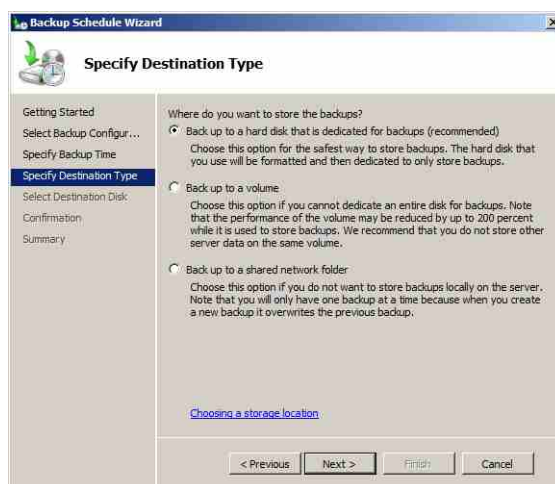 Backup Schedule Wizard
Specify Destination Type
Getting Started
Select Backup Configur...
Specify Backup Time
Specify Destination Type
Select Destination Disk
Confirmation
Summary
Where do you want to store the backups?
Back up to a hard disk that is dedicated for backups (recommended)
Choose this option for the safest way to store backups. The hard disk that
you use will be formatted and then dedicated to only store backups.
Back up to a volume
Choose this option if you cannot dedicate an entire disk for backups. Note
that the performance of the volume may be reduced by up to 200 percent
while it is used to store backups. We recommend that you do not store other
server data on the same volume.
Back up to a shared network folder
Choose this option if you do not want to store backups locally on the server.
Note that you will only have one backup at a time because when you create
a new backup it overwrites the previous backup.
Choosing a storage location
< Previous
Next >
Finish
Cancel